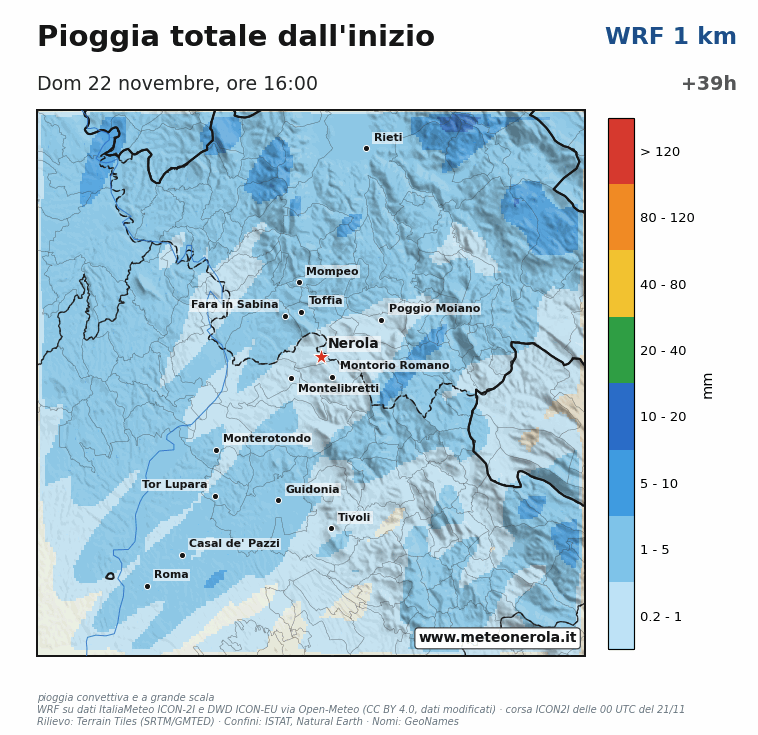 Pioggia totale dall'inizio
WRF 1 km
Dom 22 novembre, ore 16:00
+39h
Rieti
Mompeo
Fara in Sabina
Toffia
Poggio Moiano
Nerola
Montorio Romano
Montelibretti
Monterotondo
Tor Lupara
Guidonia
Tivoli
Casal de' Pazzi
Roma
www.meteonerola.it
> 120
80 - 120
40 - 80
20 - 40
10 - 20
5 - 10
1 - 5
0.2 - 1
mm
pioggia convettiva e a grande scala
WRF su dati ItaliaMeteo ICON-2I e DWD ICON-EU via Open-Meteo (CC BY 4.0, dati modificati) · corsa ICON2I delle 00 UTC del 21/11
Rilievo: Terrain Tiles (SRTM/GMTED) · Confini: ISTAT, Natural Earth · Nomi: GeoNames